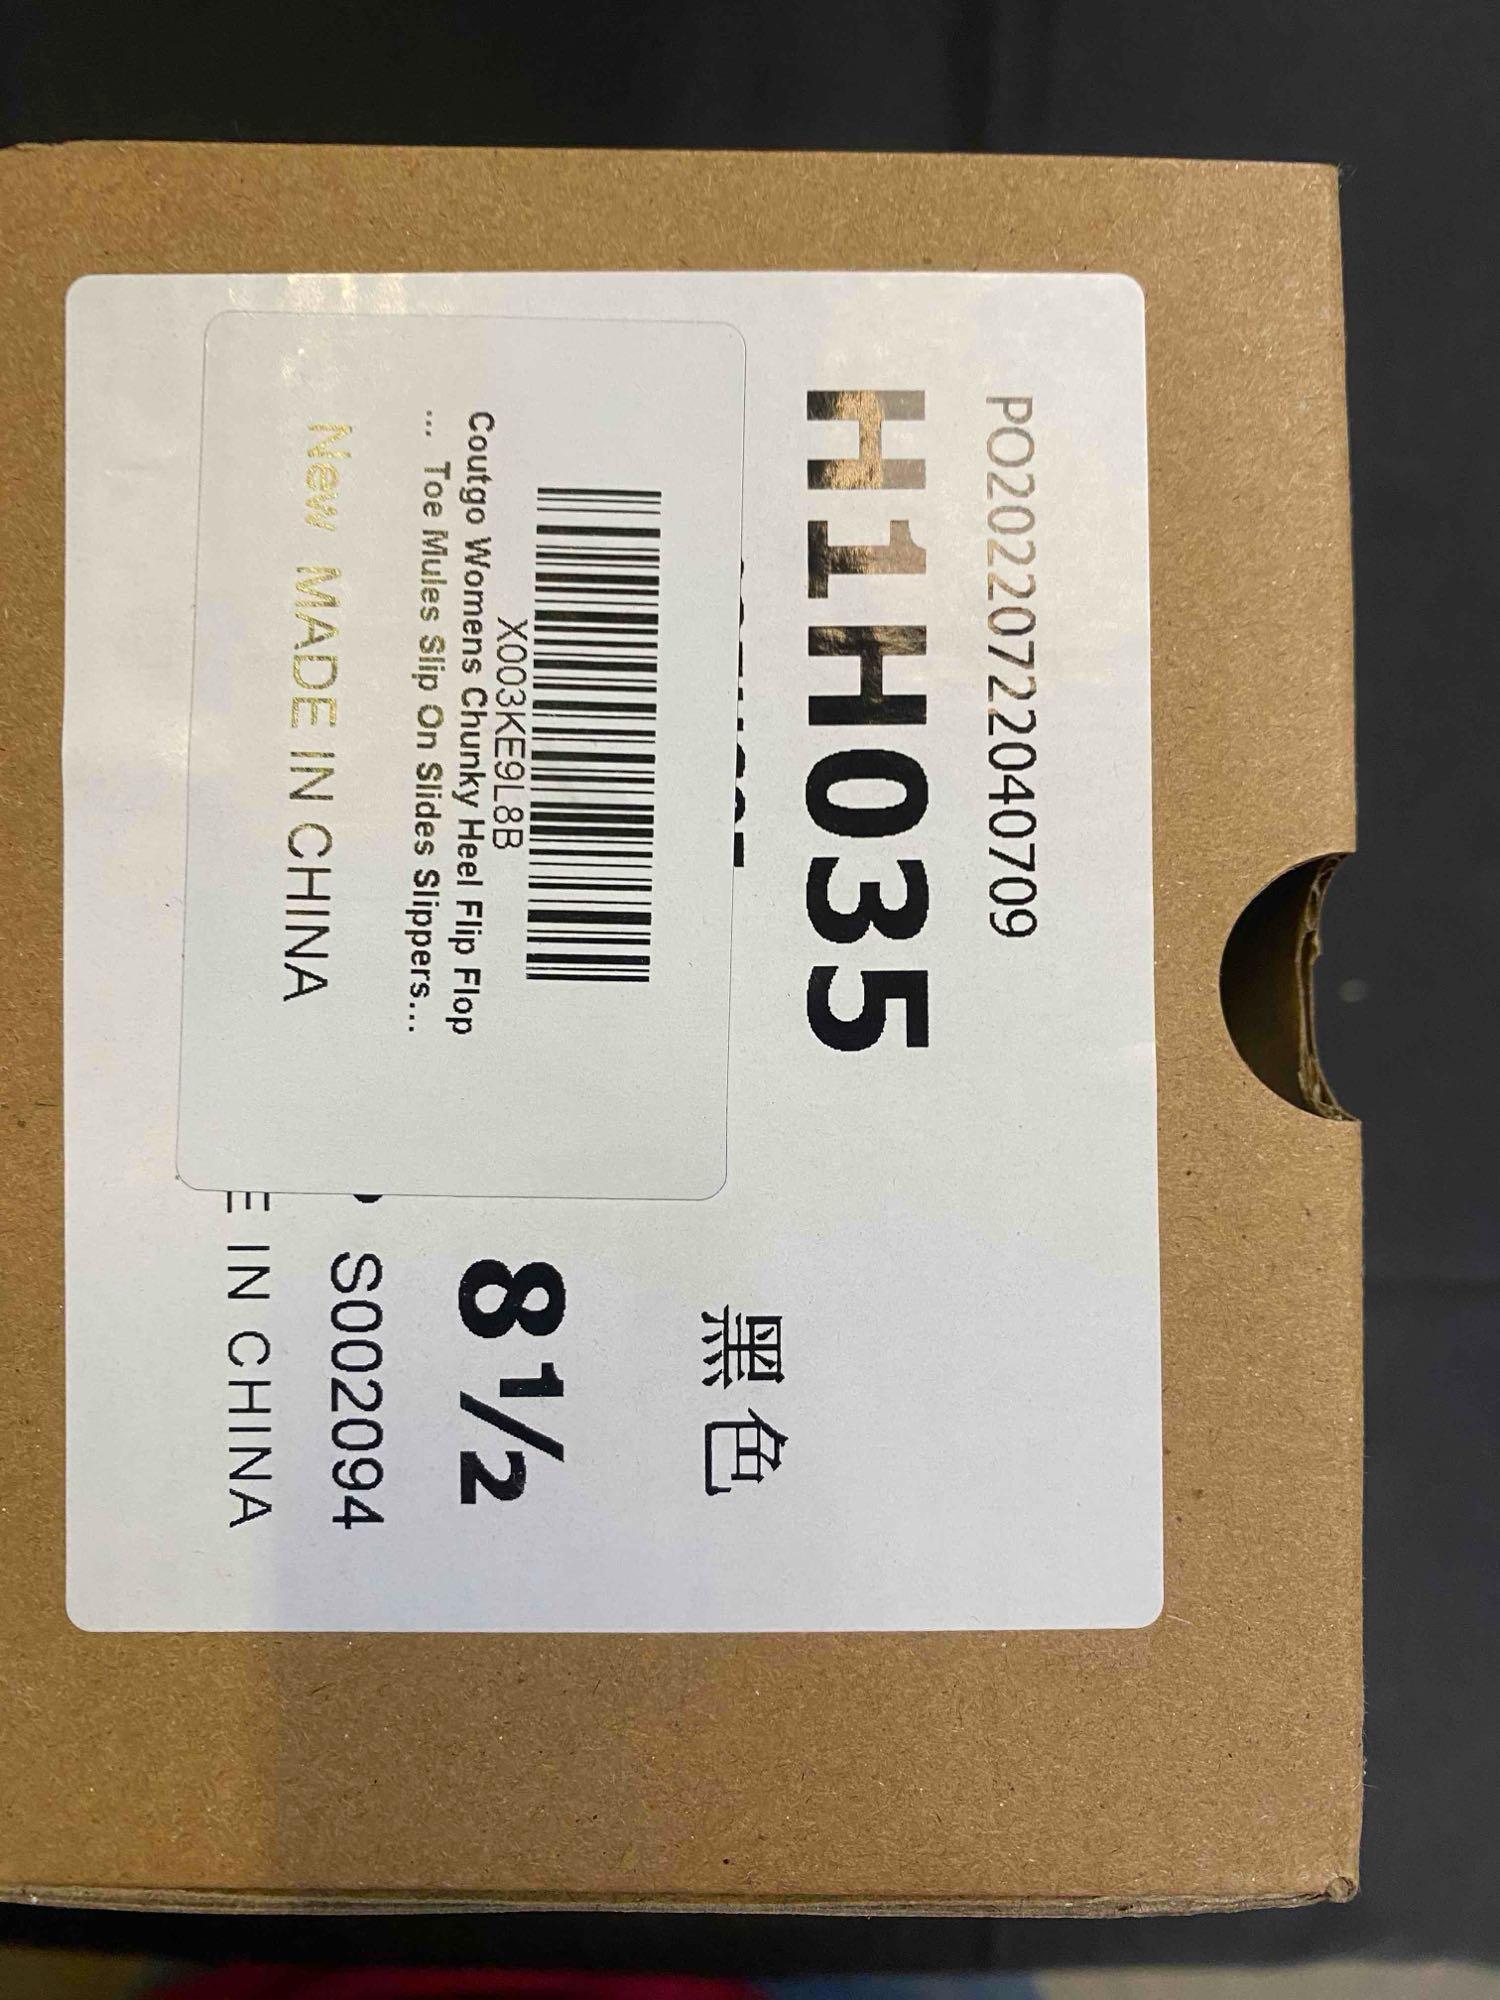 PO20220722040709
H1H035
黑色
X003KE9L8B
Coutgo Womens Chunky Heel Flip Flop
... Toe Mules Slip On Slides Slippers...
New MADE IN CHINA
8½
S002094
E IN CHINA